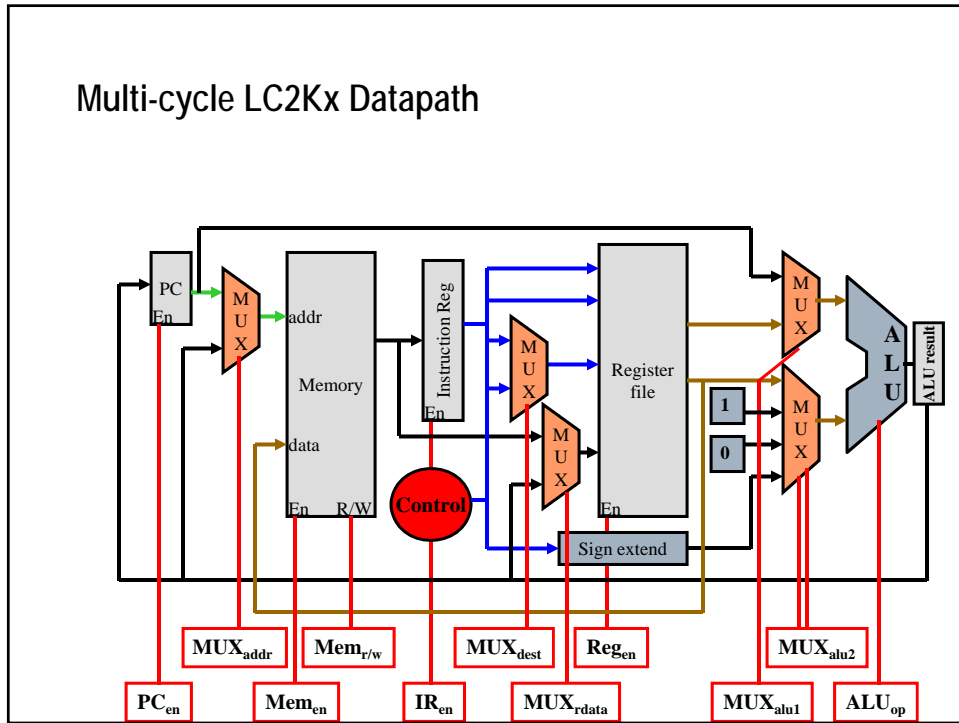 Multi-cycle LC2Kx Datapath
PC
En
M
U
X
addr
Memory
data
En
R/W
Instruction Reg
En
Control
M
U
X
M
U
X
Register
file
En
Sign extend
1
0
M
U
X
M
U
X
A
L
U
ALU result
MUXaddr
Memr/w
MUXdest
Regen
MUXalu2
PCen
Memen
IRen
MUXrdata
MUXalu1
ALUop